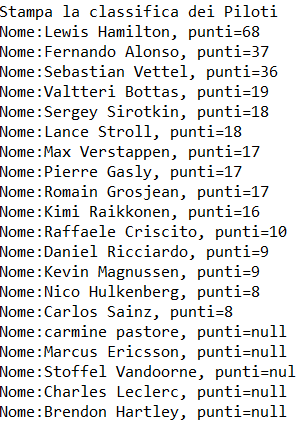 Stampa la classifica dei Piloti
Nome:Lewis Hamilton, punti=68
Nome:Fernando Alonso, punti=37
Nome:Sebastian Vettel, punti=36
Nome:Valtteri Bottas, punti=19
Nome:Sergey Sirotkin, punti=18
Nome:Lance Stroll, punti=18
Nome:Max Verstappen, punti=17
Nome:Pierre Gasly, punti=17
Nome:Romain Grosjean, punti=17
Nome:Kimi Raikkonen, punti=16
Nome:Raffaele Criscito, punti=10
Nome:Daniel Ricciardo, punti=9
Nome:Kevin Magnussen, punti=9
Nome:Nico Hulkenberg, punti=8
Nome:Carlos Sainz, punti=8
Nome:carmine pastore, punti=null
Nome:Marcus Ericsson, punti=null
Nome:Stoffel Vandoorne, punti=nul
Nome:Charles Leclerc, punti=null
Nome:Brendon Hartley, punti=null